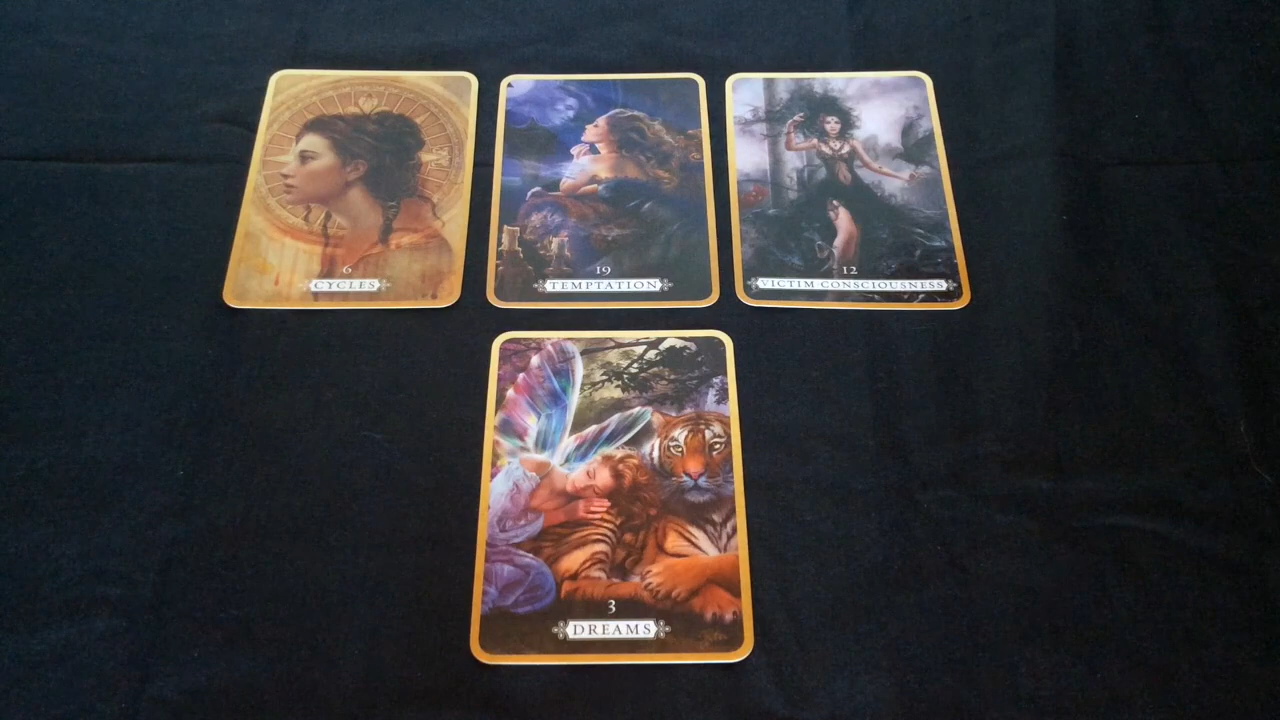 6
CYCLES
19
TEMPTATION
12
VICTIM CONSCIOUSNESS
3
DREAMS